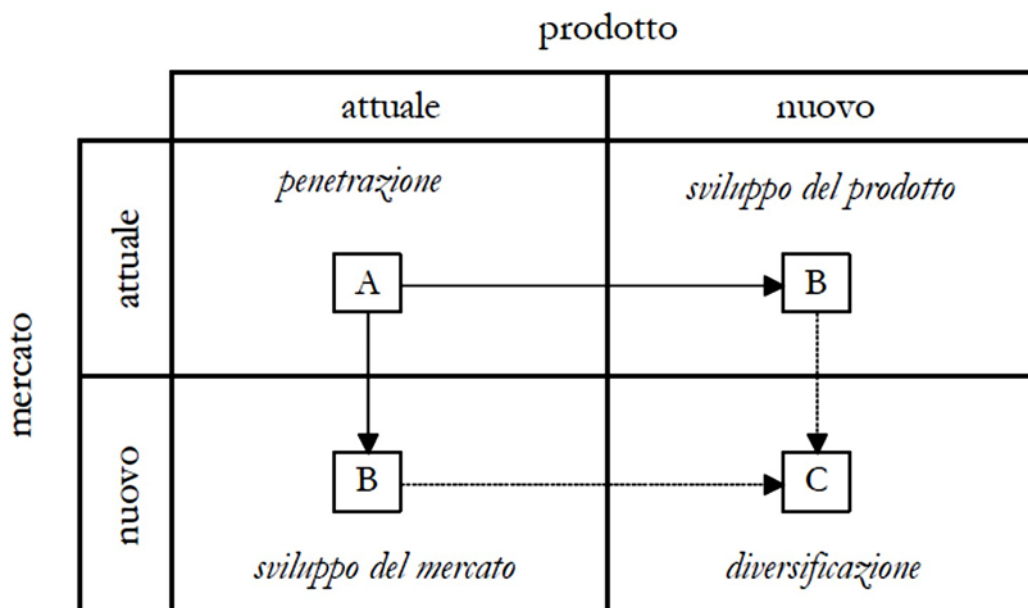 prodotto
attuale
nuovo
mercato
attuale
penetrazione
sviluppo del prodotto
A
B
nuovo
B
C
sviluppo del mercato
diversificazione